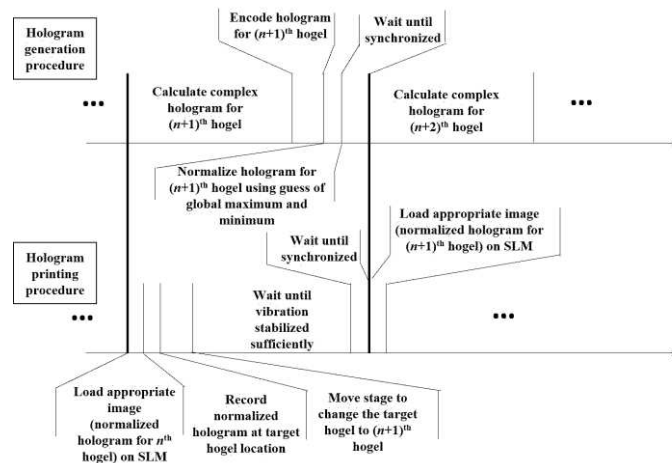 Hologram
generation
procedure
Encode hologram
for (n+1)th hogel
Wait until
synchronized
•••
Calculate complex
hologram for
(n+1)th hogel
Calculate complex
hologram for
(n+2)th hogel
•••
Normalize hologram for
(n+1)th hogel using guess of
global maximum and
minimum
Load appropriate image
(normalized hologram for
(n+1)th hogel) on SLM
Wait until
synchronized
Hologram
printing
procedure
•••
Wait until
vibration
stabilized
sufficiently
•••
Load appropriate
image
(normalized
hologram for nth
hogel) on SLM
Record
normalized
hologram at target
hogel location
Move stage to
change the target
hogel to (n+1)th
hogel